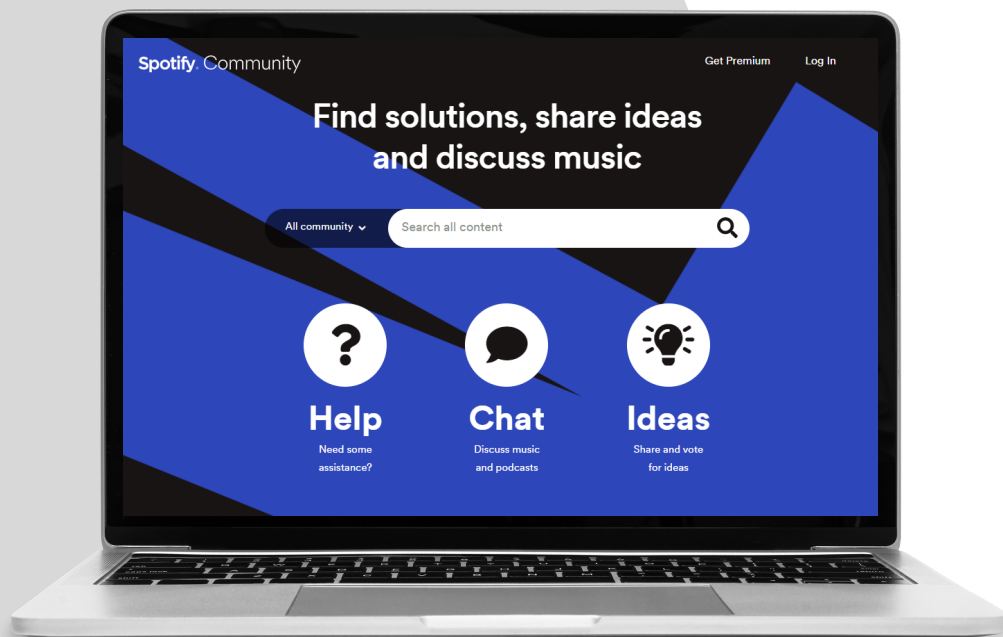 Spotify. Community
Get Premium
Log In
Find solutions, share ideas
and discuss music
All community
Search all content
Help
Need some
assistance?
Chat
Discuss music
and podcasts
Ideas
Share and vote
for ideas